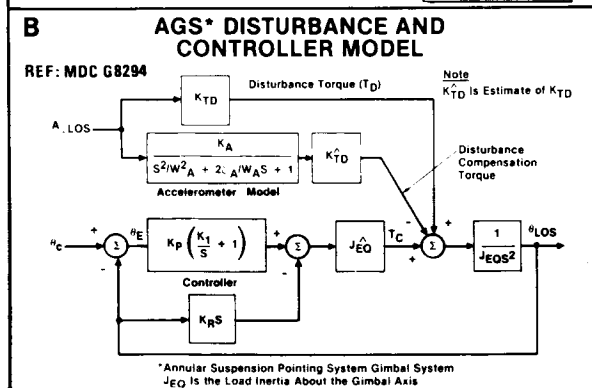 B
AGS* DISTURBANCE AND
CONTROLLER MODEL
REF: MDC G8294
Disturbance Torque (TD)
Note
K̂TD Is Estimate of KTD
KTD
A.LOS
KA
S²/W²A + 2ζA/WAS + 1
K̂TD
Accelerometer Model
Disturbance
Compensation
Torque
θC
+
Σ
-
θE
KP (K1/S + 1)
Controller
+
Σ
-
ĴEQ
TC
+
-
+
Σ
1
JEQS²
θLOS
KRS
*Annular Suspension Pointing System Gimbal System
JEQ Is the Load Inertia About the Gimbal Axis